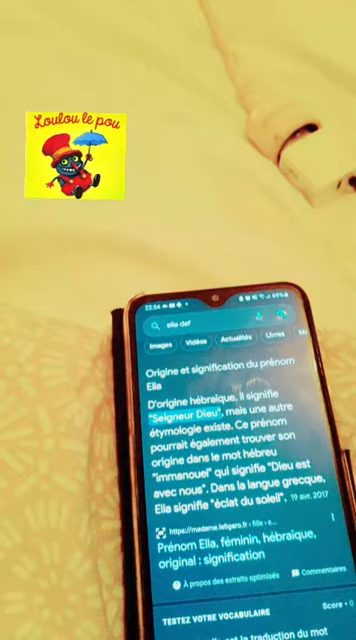 Loulou le pou
22:54
69%
ella def
Images Vidéos Actualités Livres
Origine et signification du prénom
Ella
D'origine hébraïque, il signifie
"Seigneur Dieu", mais une autre
étymologie existe. Ce prénom
pourrait également trouver son
origine dans le mot hébreu
"immanouel" qui signifie "Dieu est
avec nous". Dans la langue grecque,
Ella signifie "éclat du soleil". 19 avr. 2017
https://madame.lefigaro.fr › fille › e...
Prénom Ella, féminin, hébraïque,
original : signification
À propos des extraits optimisés Commentaires
TESTEZ VOTRE VOCABULAIRE Score • 0
est la traduction du mot